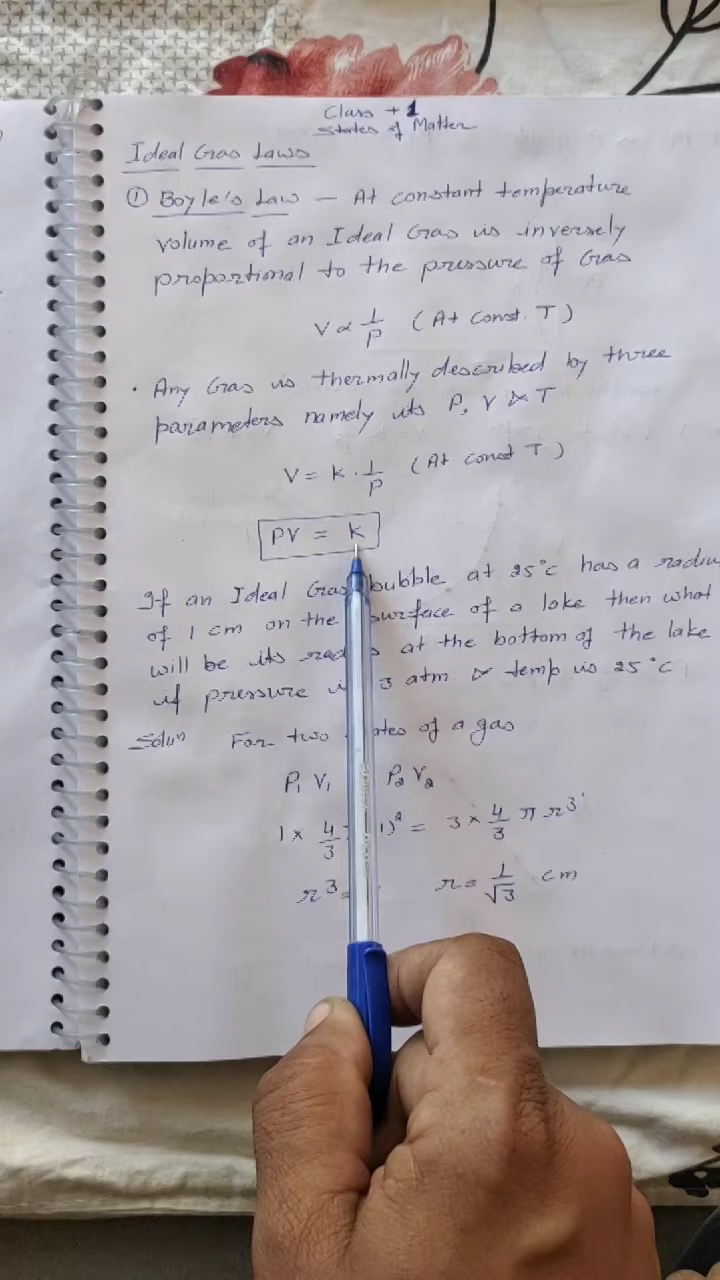 Class + 1
States of Matter
Ideal Gas Laws
① Boyle's Law — At constant temperature
volume of an Ideal Gas is inversely
proportional to the pressure of Gas
V ∝ 1/P (At Const. T)
· Any Gas is thermally described by three
parameters namely its P, V & T
V = K · 1/P (At const T)
PV = K
If an Ideal Gas bubble at 25°C has a radiu
of 1 cm on the surface of a lake then what
will be its at the bottom of the lake
if pressure 3 atm & temp is 25°C
Soluⁿ For two of a gas
P₁ V₁ P₂ V₂
1 × 4/3 1)² = 3 × 4/3 π r³
r³ = r = 1/√3 cm